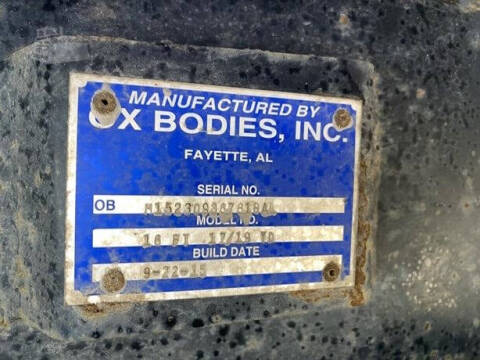 MANUFACTURED BY
OX BODIES, INC.
FAYETTE, AL
SERIAL NO.
OB
MODEL NO.
16 FT 17/19 YD
BUILD DATE
9-22-15